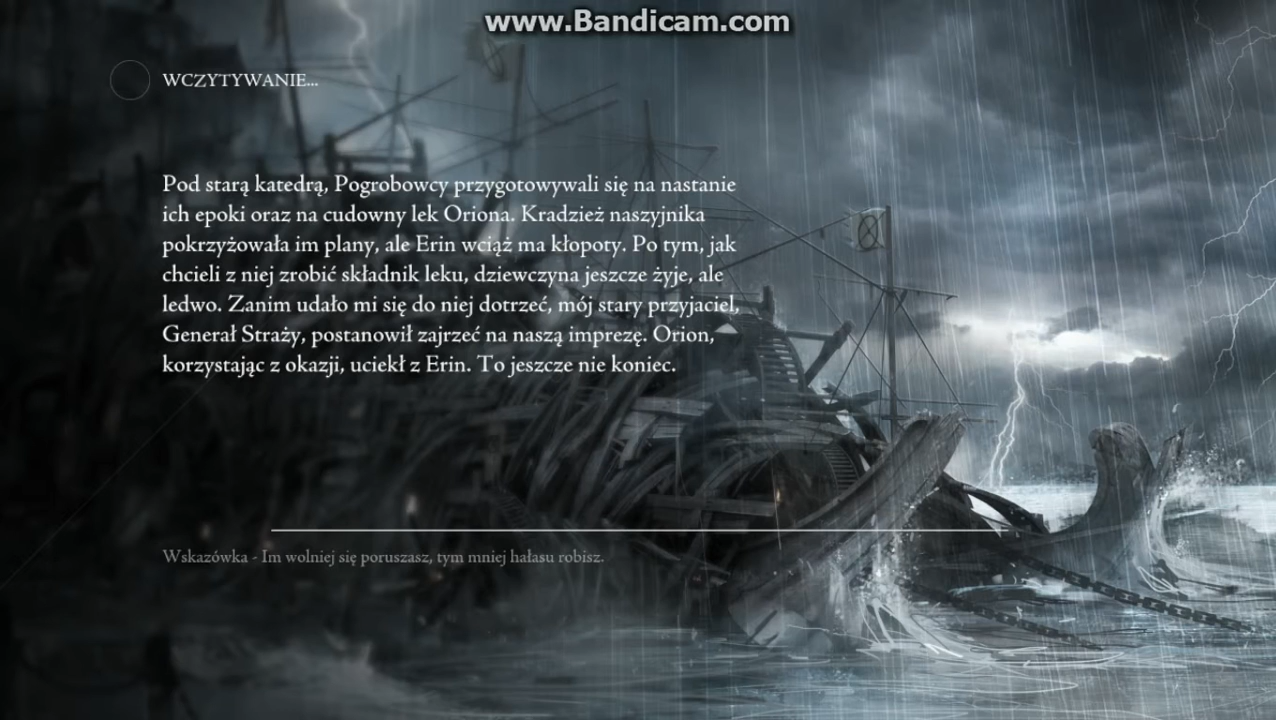 www.Bandicam.com
WCZYTYWANIE...
Pod starą katedrą, Pogrobowcy przygotowywali się na nastanie
ich epoki oraz na cudowny lek Oriona. Kradzież naszyjnika
pokrzyżowała im plany, ale Erin wciąż ma kłopoty. Po tym, jak
chcieli z niej zrobić składnik leku, dziewczyna jeszcze żyje, ale
ledwo. Zanim udało mi się do niej dotrzeć, mój stary przyjaciel,
Generał Straży, postanowił zajrzeć na naszą imprezę. Orion,
korzystając z okazji, uciekł z Erin. To jeszcze nie koniec.
Wskazówka - Im wolniej się poruszasz, tym mniej hałasu robisz.